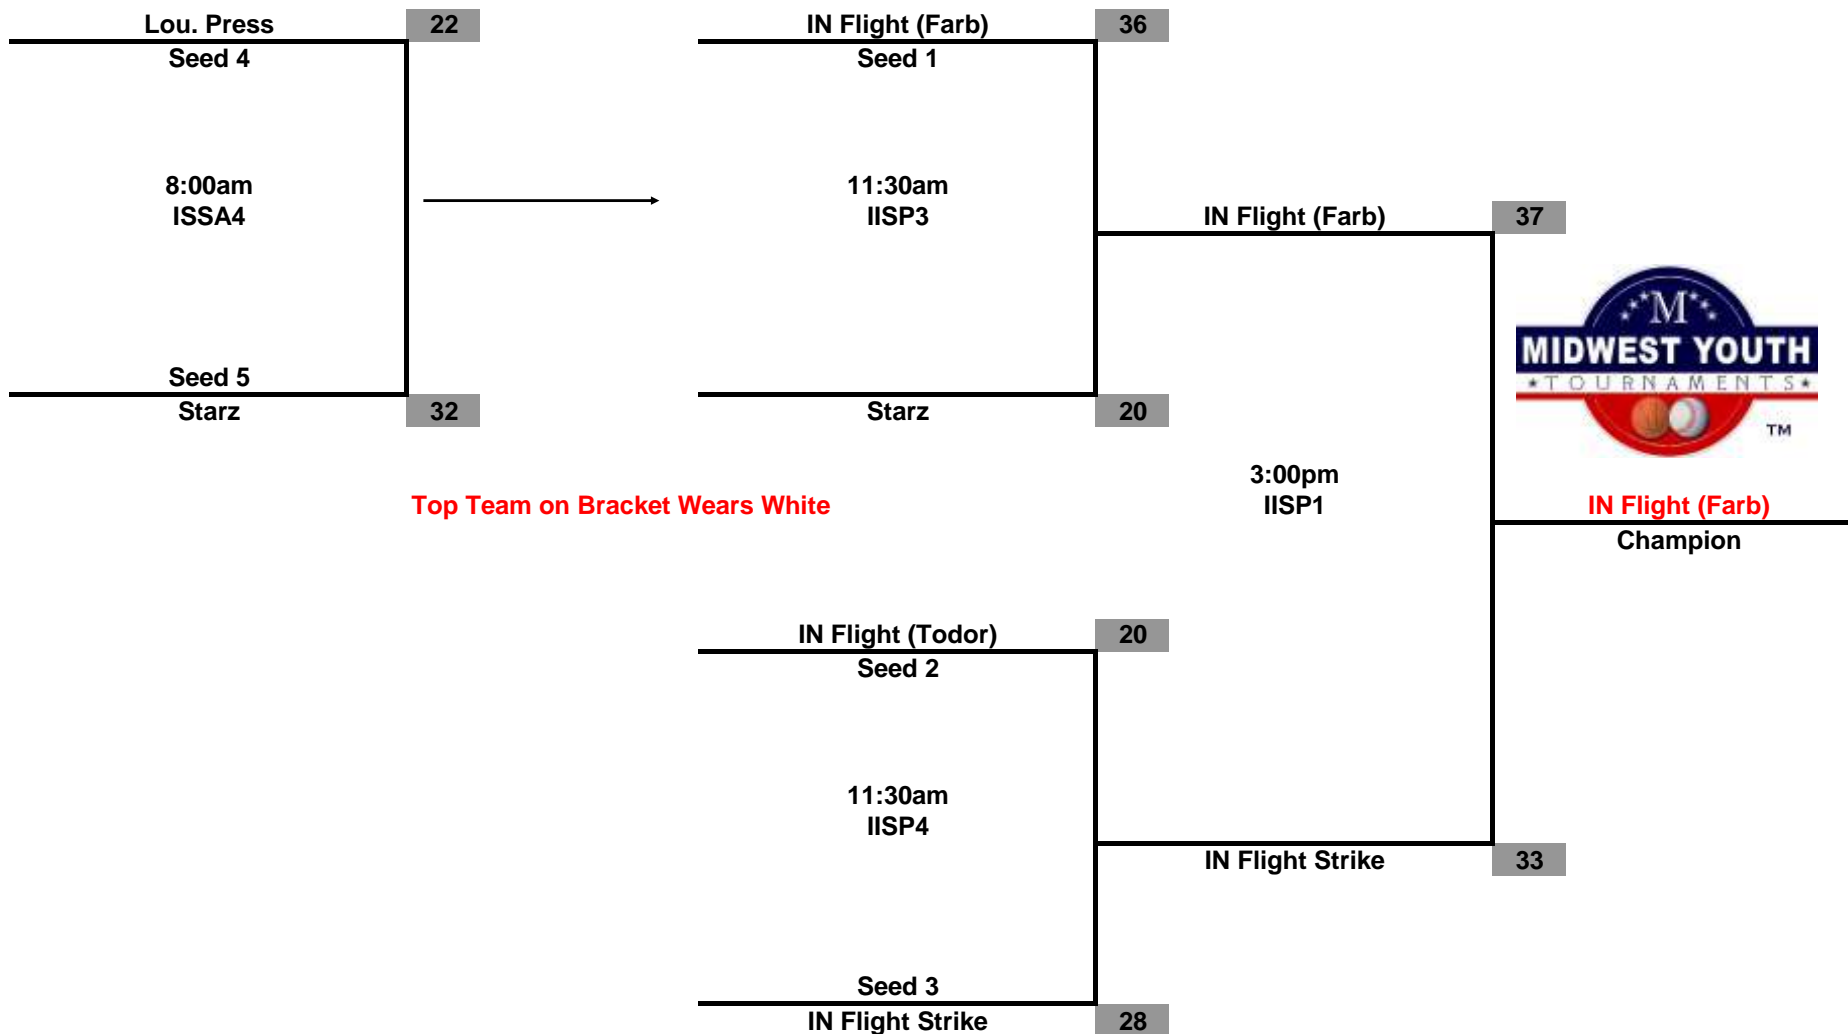 Lou. Press 22
Seed 4
8:00am
ISSA4
Seed 5
Starz 32
IN Flight (Farb) 36
Seed 1
11:30am
IISP3
Starz 20
IN Flight (Farb) 37
M
MIDWEST YOUTH
TOURNAMENTS
TM
3:00pm
IISP1
Top Team on Bracket Wears White
IN Flight (Farb)
Champion
IN Flight (Todor) 20
Seed 2
11:30am
IISP4
IN Flight Strike 33
Seed 3
IN Flight Strike 28